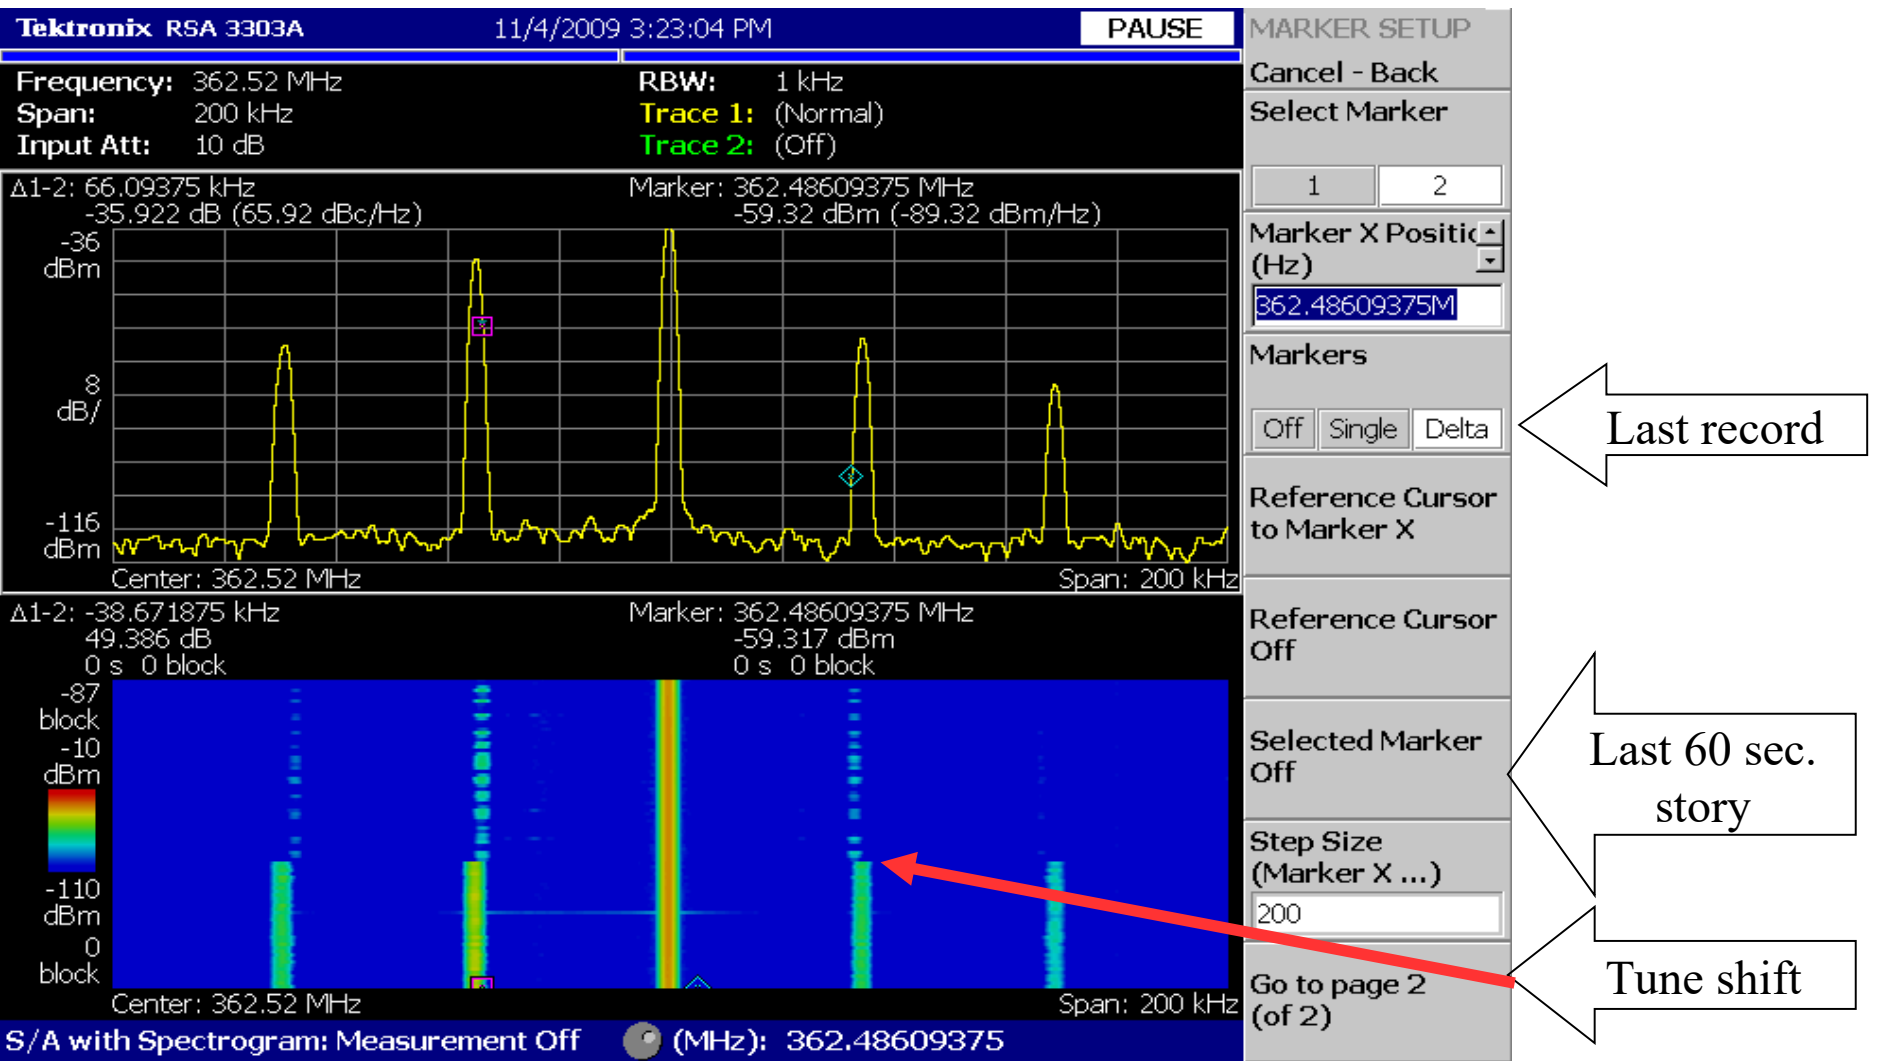 Tektronix RSA 3303A 11/4/2009 3:23:04 PM PAUSE
Frequency: 362.52 MHz RBW: 1 kHz
Span: 200 kHz Trace 1: (Normal)
Input Att: 10 dB Trace 2: (Off)
Δ1-2: 66.09375 kHz Marker: 362.48609375 MHz
-35.922 dB (65.92 dBc/Hz) -59.32 dBm (-89.32 dBm/Hz)
-36
dBm
8
dB/
-116
dBm
Center: 362.52 MHz Span: 200 kHz
Δ1-2: -38.671875 kHz Marker: 362.48609375 MHz
49.386 dB -59.317 dBm
0 s 0 block 0 s 0 block
-87
block
-10
dBm
-110
dBm
0
block
Center: 362.52 MHz Span: 200 kHz
S/A with Spectrogram: Measurement Off (MHz): 362.48609375
MARKER SETUP
Cancel - Back
Select Marker
1 2
Marker X Positic
(Hz)
362.48609375M
Markers
Off Single Delta
Reference Cursor
to Marker X
Reference Cursor
Off
Selected Marker
Off
Step Size
(Marker X ...)
200
Go to page 2
(of 2)
Last record
Last 60 sec.
story
Tune shift